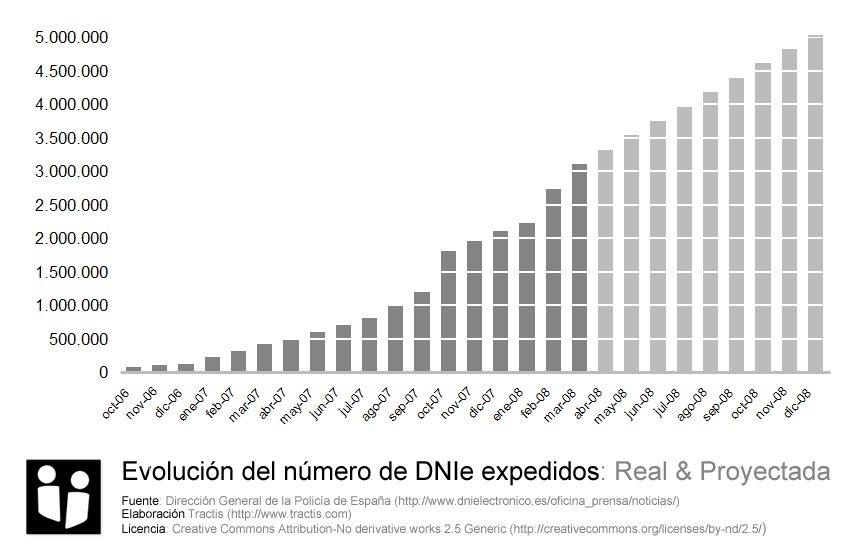 5.000.000
4.500.000
4.000.000
3.500.000
3.000.000
2.500.000
2.000.000
1.500.000
1.000.000
500.000
0
oct-06 nov-06 dic-06 ene-07 feb-07 mar-07 abr-07 may-07 jun-07 jul-07 ago-07 sep-07 oct-07 nov-07 dic-07 ene-08 feb-08 mar-08 abr-08 may-08 jun-08 jul-08 ago-08 sep-08 oct-08 nov-08 dic-08
Evolución del número de DNIe expedidos: Real & Proyectada
Fuente: Dirección General de la Policía de España (http://www.dnielectronico.es/oficina_prensa/noticias/)
Elaboración Tractis (http://www.tractis.com)
Licencia: Creative Commons Attribution-No derivative works 2.5 Generic (http://creativecommons.org/licenses/by-nd/2.5/)